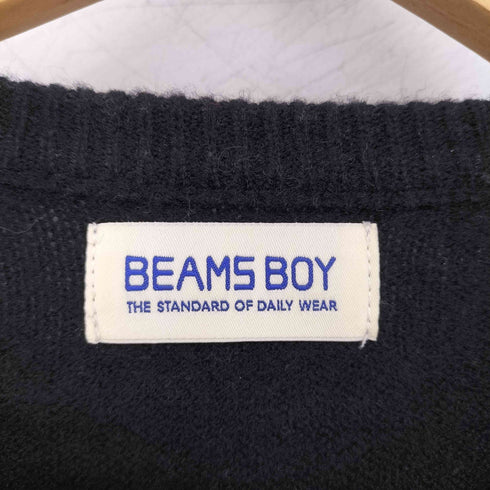 BEAMS BOY
THE STANDARD OF DAILY WEAR